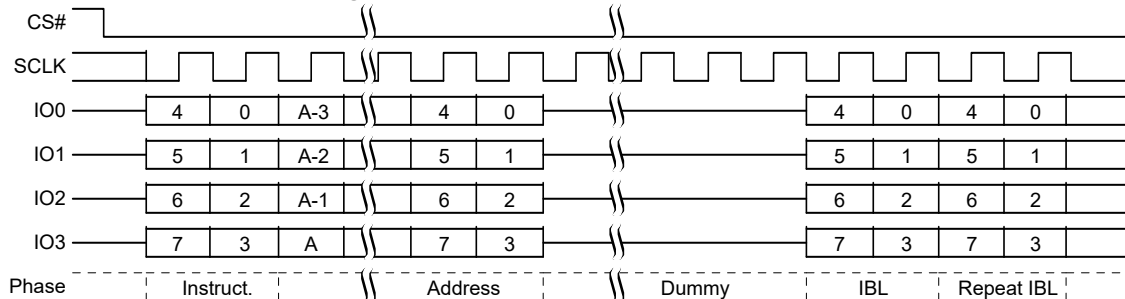 CS#
SCLK
IO0 4 0 A-3 4 0 4 0 4 0
IO1 5 1 A-2 5 1 5 1 5 1
IO2 6 2 A-1 6 2 6 2 6 2
IO3 7 3 A 7 3 7 3 7 3
Phase Instruct. Address Dummy IBL Repeat IBL